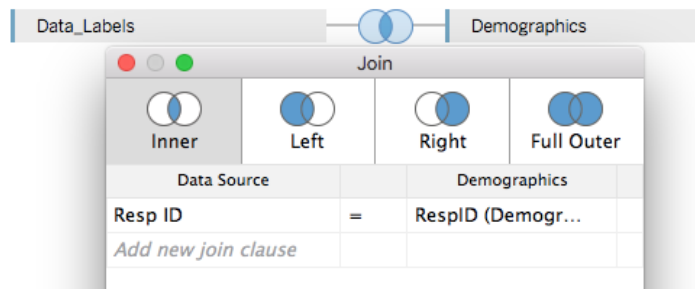 Data_Labels Demographics
Join
Inner Left Right Full Outer
Data Source Demographics
Resp ID = RespID (Demogr...
Add new join clause